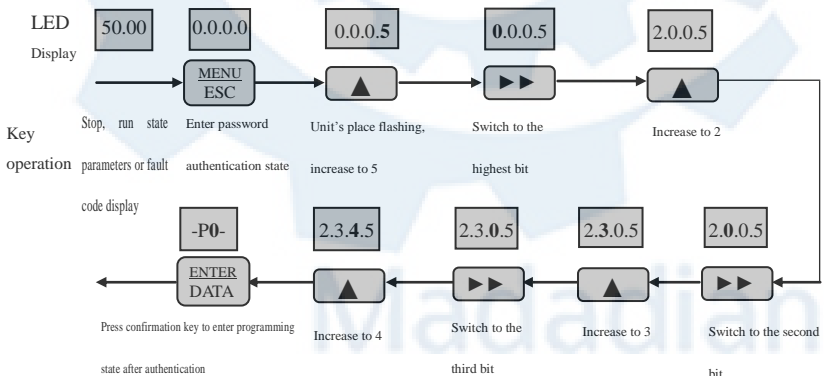 LED
Display
50.00
0.0.0.0
0.0.0.5
0.0.0.5
2.0.0.5
MENU
ESC
▲
►►
▲
Key
operation
Stop, run state
parameters or fault
code display
Enter password
authentication state
Unit's place flashing,
increase to 5
Switch to the
highest bit
Increase to 2
-P0-
2.3.4.5
2.3.0.5
2.3.0.5
2.0.0.5
ENTER
DATA
▲
►►
▲
►►
Press confirmation key to enter programming
state after authentication
Increase to 4
Switch to the
third bit
Increase to 3
Switch to the second
bit
Madadian